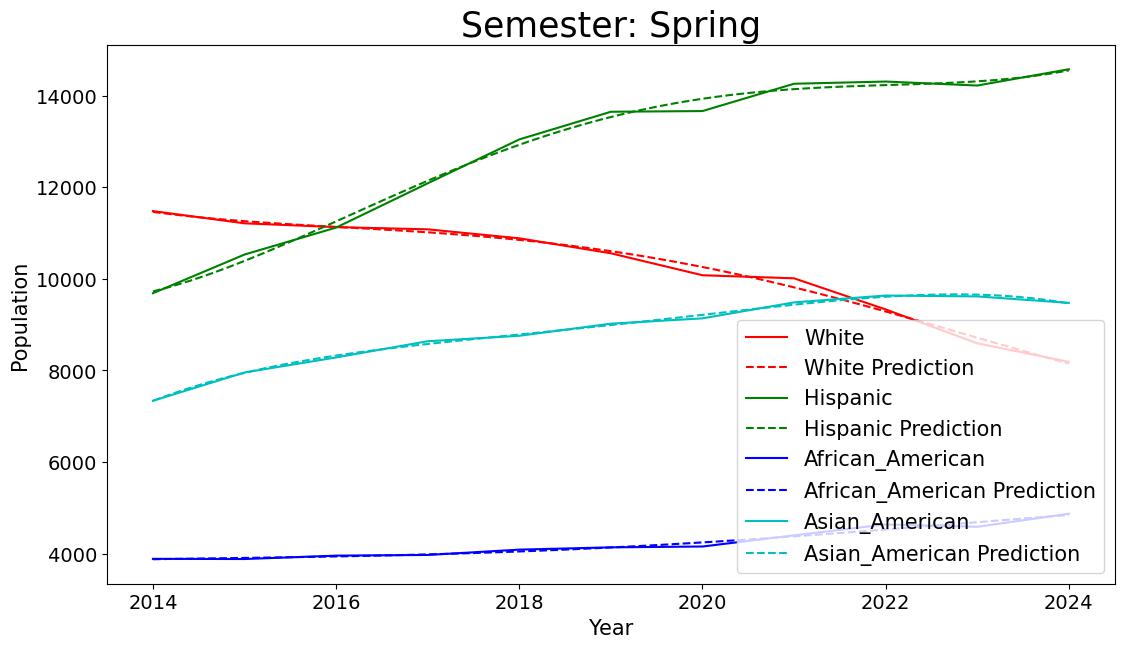 Semester: Spring
14000
12000
10000
8000
6000
4000
Population
White
White Prediction
Hispanic
Hispanic Prediction
African_American
African_American Prediction
Asian_American
Asian_American Prediction
2014
2016
2018
2020
2022
2024
Year